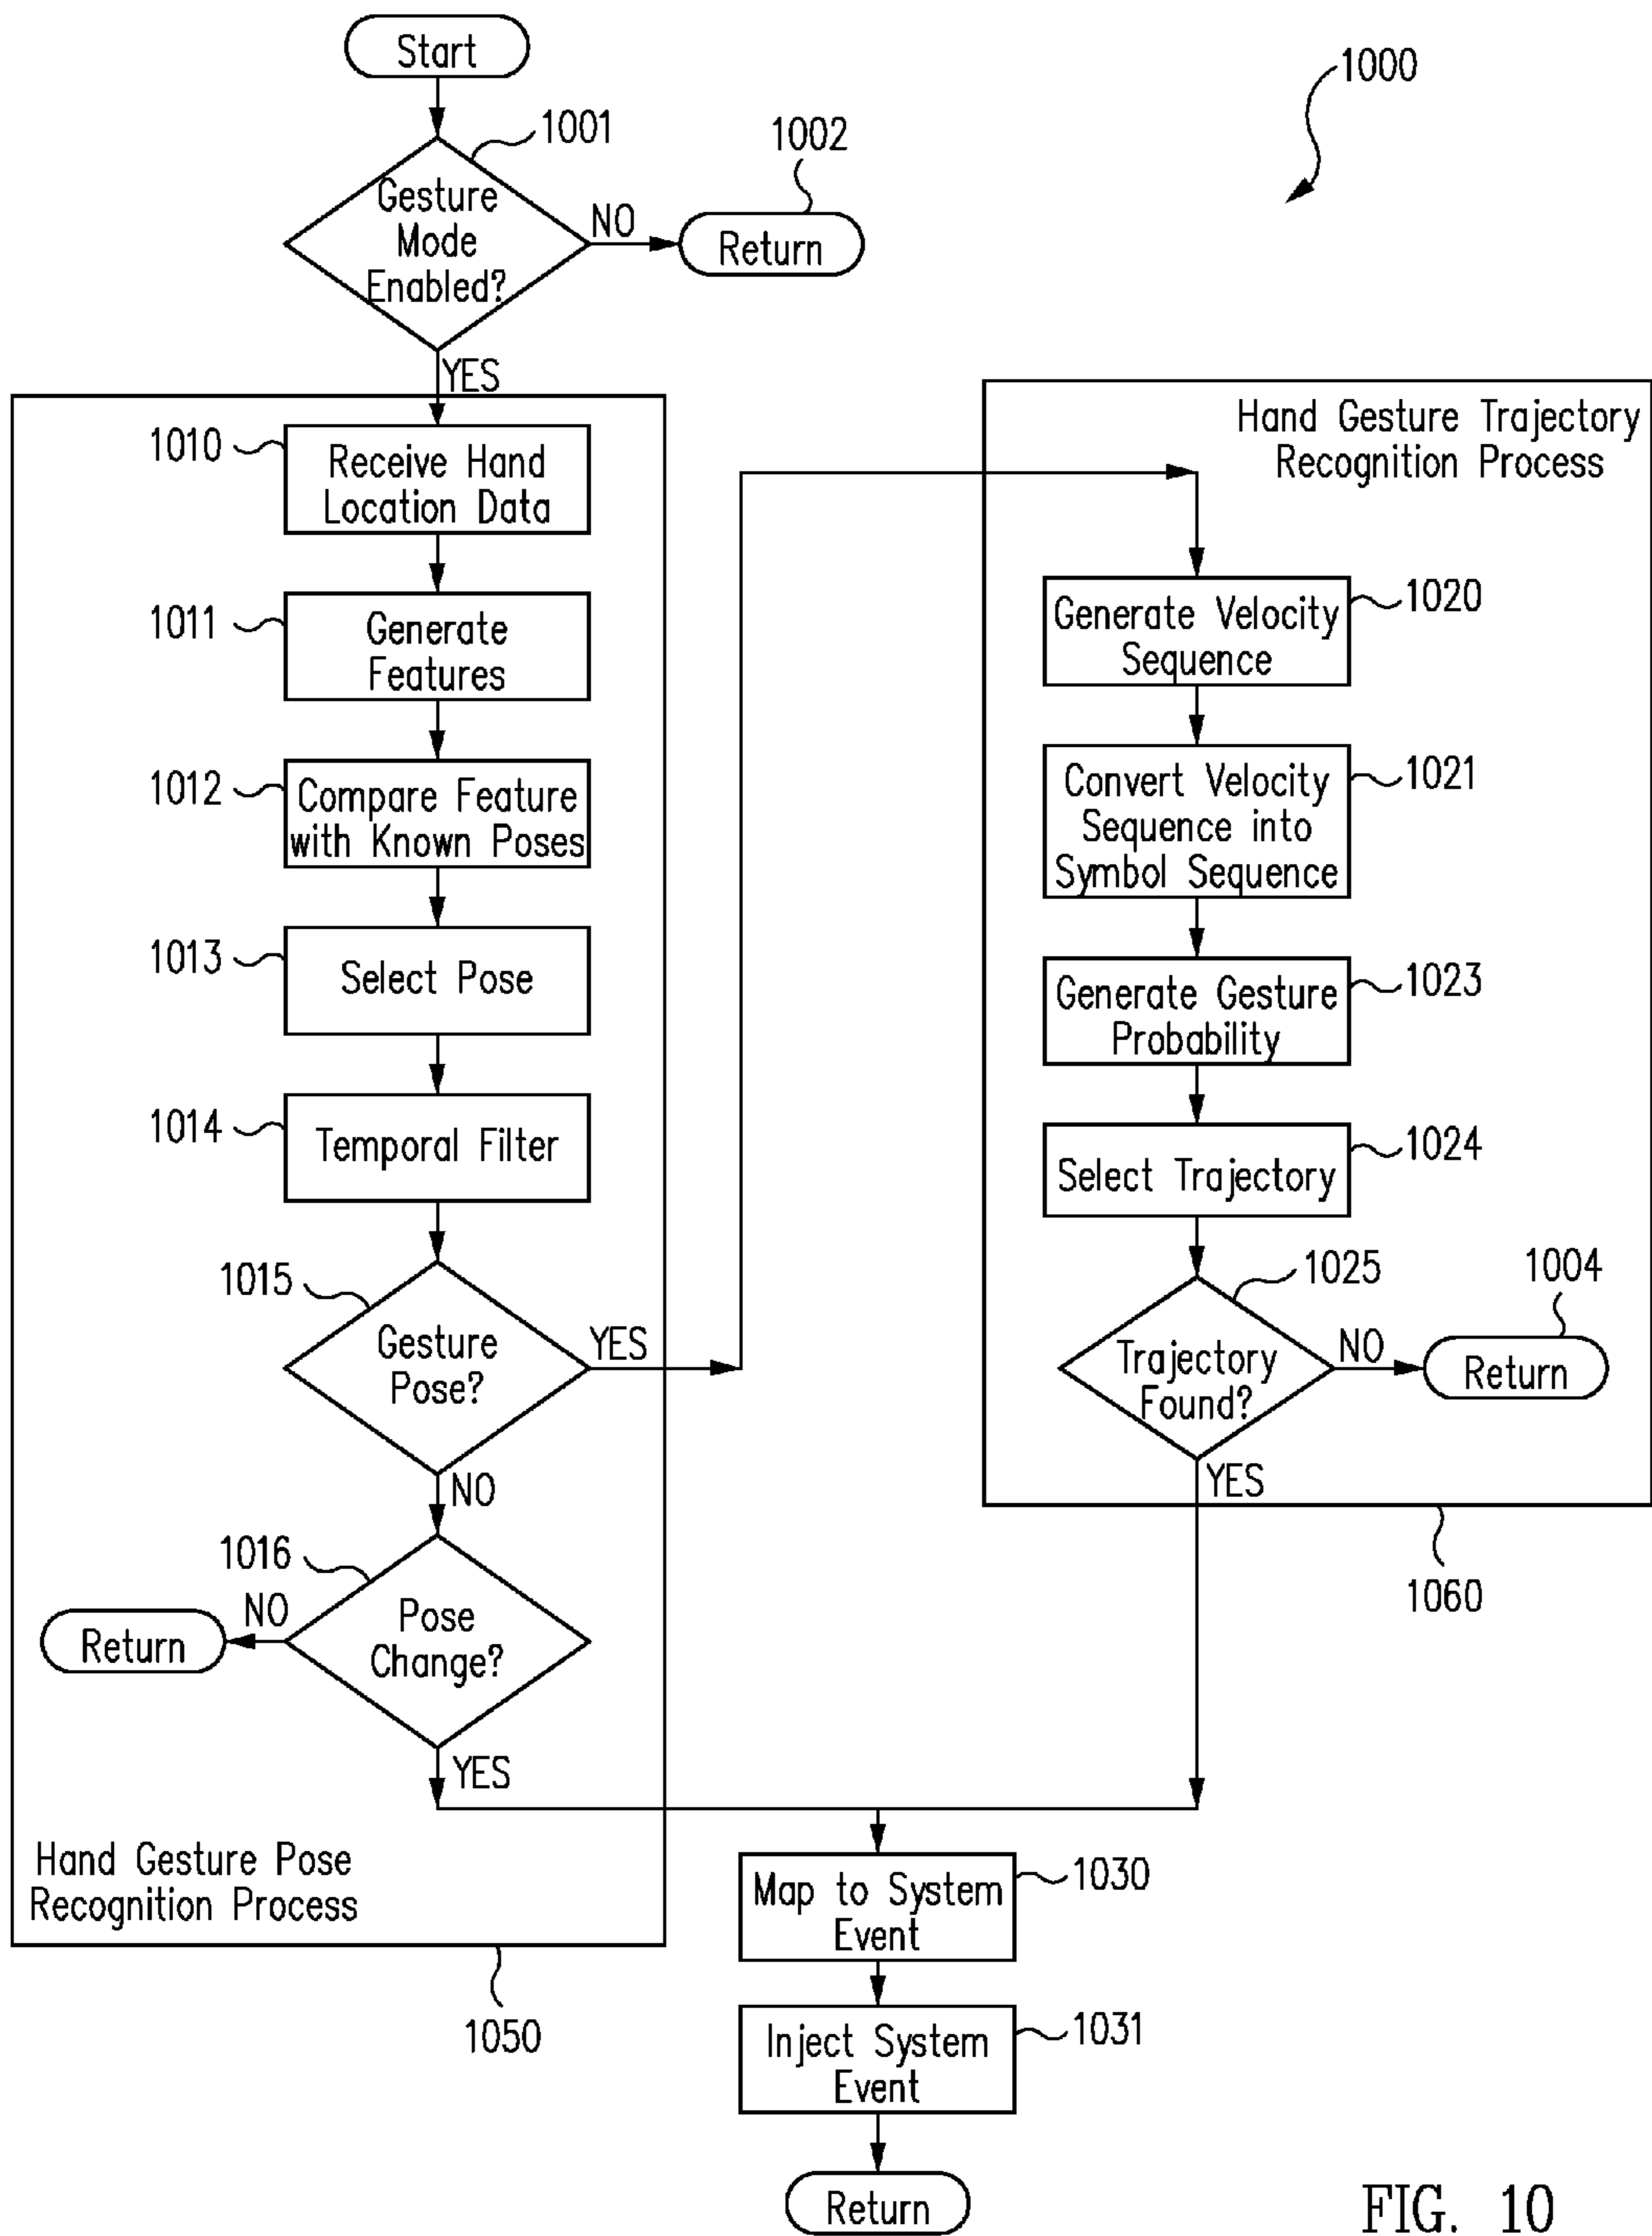 Start
1000
1001
1002
Gesture
Mode
Enabled?
NO
Return
YES
1010
Receive Hand
Location Data
1011
Generate
Features
1012
Compare Feature
with Known Poses
1013
Select Pose
1014
Temporal Filter
1015
Gesture
Pose?
YES
NO
1016
Pose
Change?
NO
Return
YES
Hand Gesture Pose
Recognition Process
1050
Hand Gesture Trajectory
Recognition Process
1020
Generate Velocity
Sequence
1021
Convert Velocity
Sequence into
Symbol Sequence
1023
Generate Gesture
Probability
1024
Select Trajectory
1025
Trajectory
Found?
NO
1004
Return
YES
1060
1030
Map to System
Event
1031
Inject System
Event
Return
FIG. 10